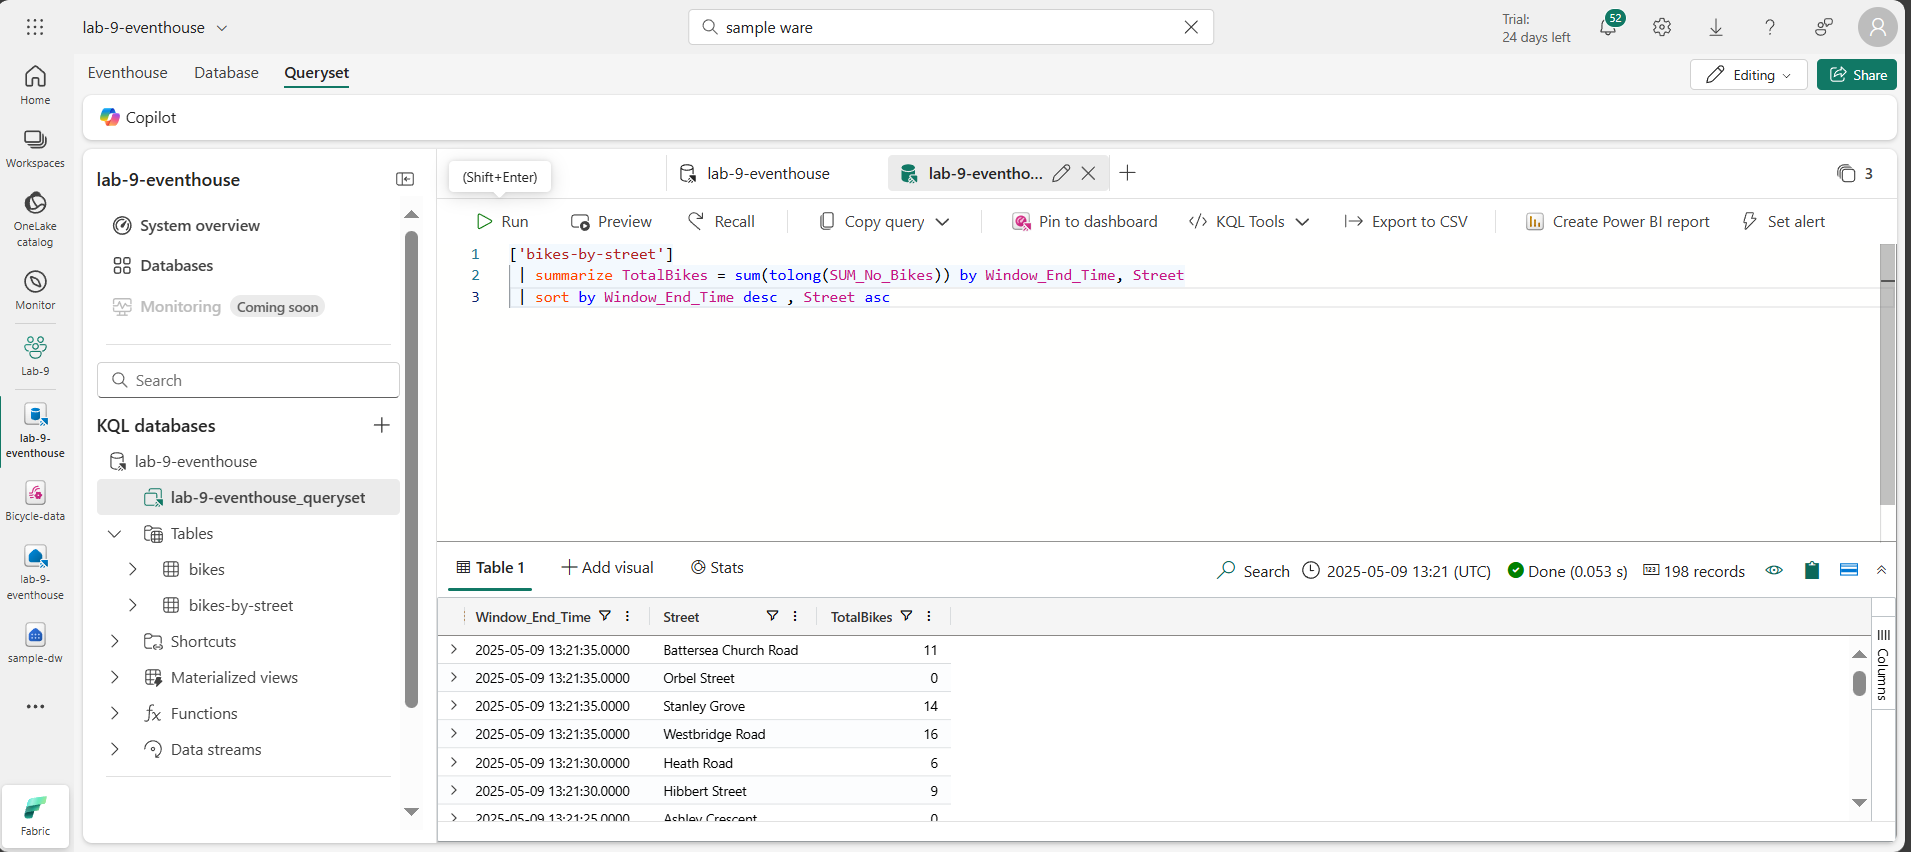 lab-9-eventhouse
sample ware
Trial:
24 days left
52
Home
Workspaces
OneLake
catalog
Monitor
Lab-9
lab-9-
eventhouse
Bicycle-data
lab-9-
eventhouse
sample-dw
Fabric
Eventhouse Database Queryset
Editing
Share
Copilot
lab-9-eventhouse
System overview
Databases
Monitoring Coming soon
Search
KQL databases
lab-9-eventhouse
lab-9-eventhouse_queryset
Tables
bikes
bikes-by-street
Shortcuts
Materialized views
Functions
Data streams
(Shift+Enter)
lab-9-eventhouse
lab-9-eventho...
3
Run Preview Recall Copy query Pin to dashboard KQL Tools Export to CSV Create Power BI report Set alert
1 ['bikes-by-street']
2 | summarize TotalBikes = sum(tolong(SUM_No_Bikes)) by Window_End_Time, Street
3 | sort by Window_End_Time desc , Street asc
Table 1 Add visual Stats
Search 2025-05-09 13:21 (UTC) Done (0.053 s) 198 records
Window_End_Time Street TotalBikes
2025-05-09 13:21:35.0000 Battersea Church Road 11
2025-05-09 13:21:35.0000 Orbel Street 0
2025-05-09 13:21:35.0000 Stanley Grove 14
2025-05-09 13:21:35.0000 Westbridge Road 16
2025-05-09 13:21:30.0000 Heath Road 6
2025-05-09 13:21:30.0000 Hibbert Street 9
2025-05-09 13:21:25.0000 Ashley Crescent 0
Columns